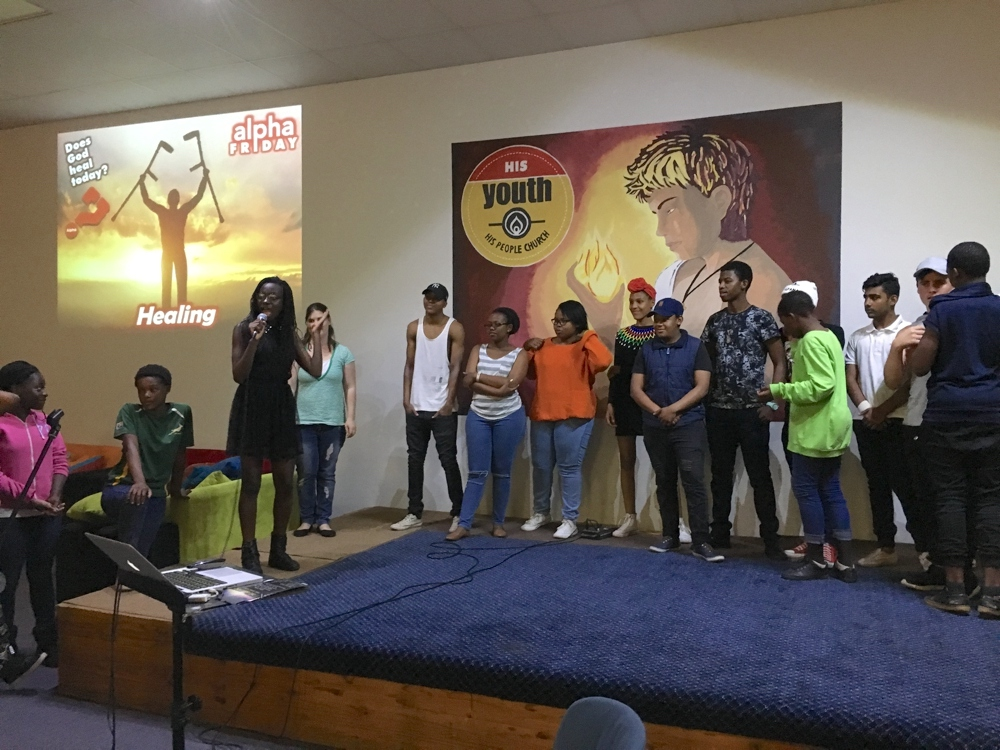 Does
God
heal
today?
alpha
FRIDAY
Healing
HIS
youth
HIS PEOPLE CHURCH